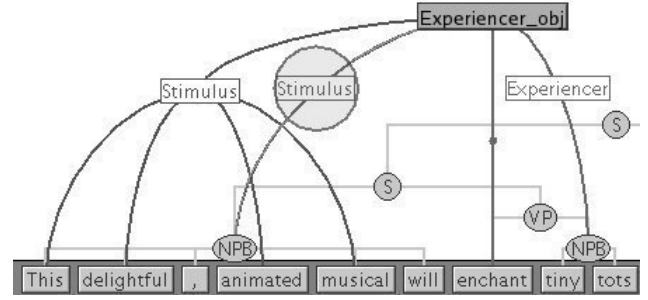 Experiencer_obj
Stimulus Stimulus Experiencer
S
S
VP
NPB NPB
This delightful , animated musical will enchant tiny tots